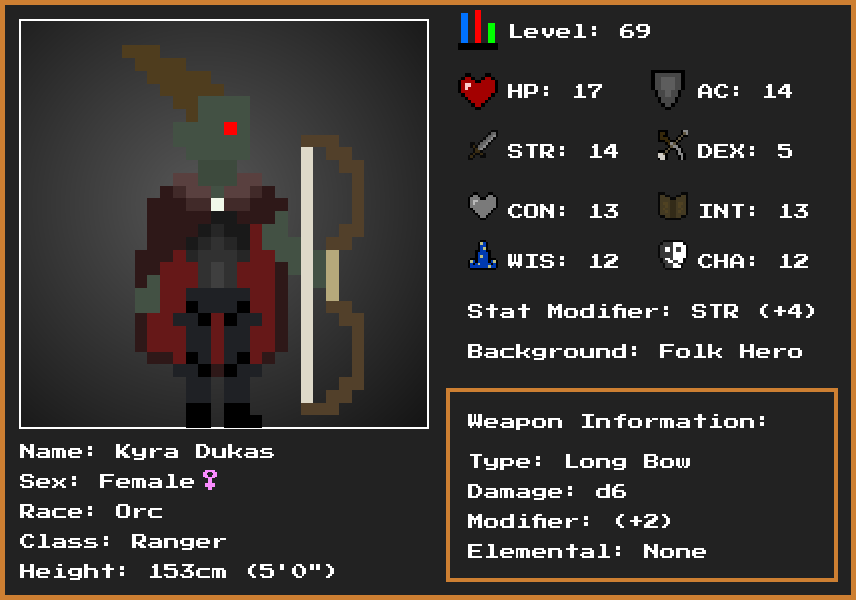 Level: 69
HP: 17 AC: 14
STR: 14 DEX: 5
CON: 13 INT: 13
WIS: 12 CHA: 12
Stat Modifier: STR (+4)
Background: Folk Hero
Weapon Information:
Type: Long Bow
Damage: d6
Modifier: (+2)
Elemental: None
Name: Kyra Dukas
Sex: Female♀
Race: Orc
Class: Ranger
Height: 153cm (5'0")